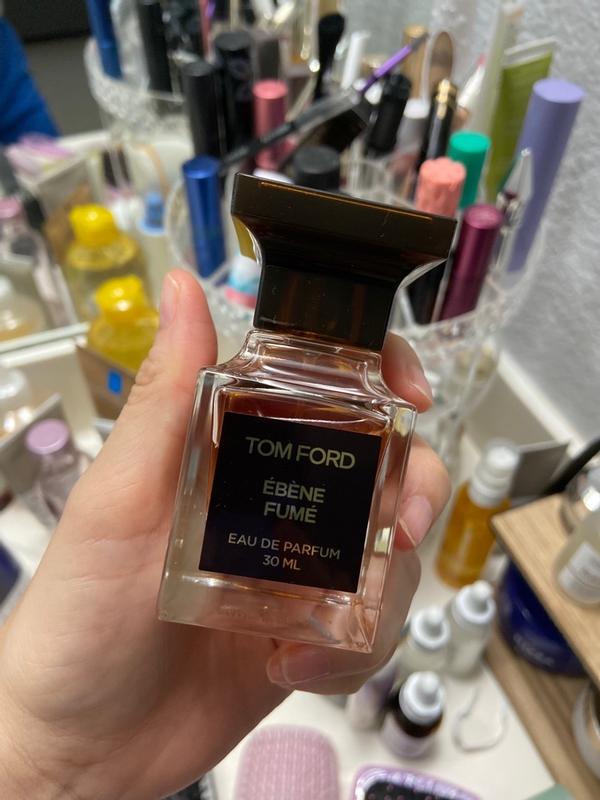 TOM FORD
ÉBÈNE
FUMÉ
EAU DE PARFUM
30 ML